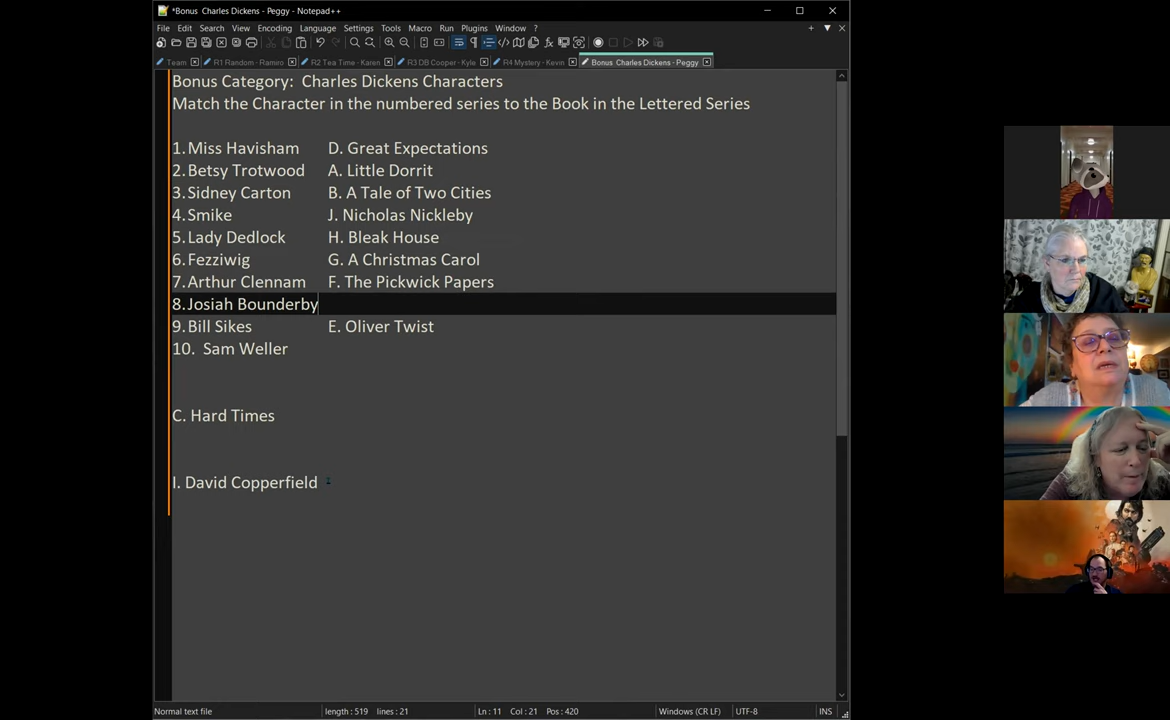 *Bonus  Charles Dickens - Peggy - Notepad++
File Edit Search View Encoding Language Settings Tools Macro Run Plugins Window ?
Team R1 Random - Ramiro R2 Tea Time - Karen R3 DB Cooper - Kyle R4 Mystery - Kevin Bonus Charles Dickens - Peggy
Bonus Category:  Charles Dickens Characters
Match the Character in the numbered series to the Book in the Lettered Series
1.Miss Havisham D. Great Expectations
2.Betsy Trotwood A. Little Dorrit
3.Sidney Carton B. A Tale of Two Cities
4.Smike J. Nicholas Nickleby
5.Lady Dedlock H. Bleak House
6.Fezziwig G. A Christmas Carol
7.Arthur Clennam F. The Pickwick Papers
8.Josiah Bounderby
9.Bill Sikes E. Oliver Twist
10.  Sam Weller
C. Hard Times
I. David Copperfield
Normal text file length : 519 lines : 21 Ln : 11 Col : 21 Pos : 420 Windows (CR LF) UTF-8 INS